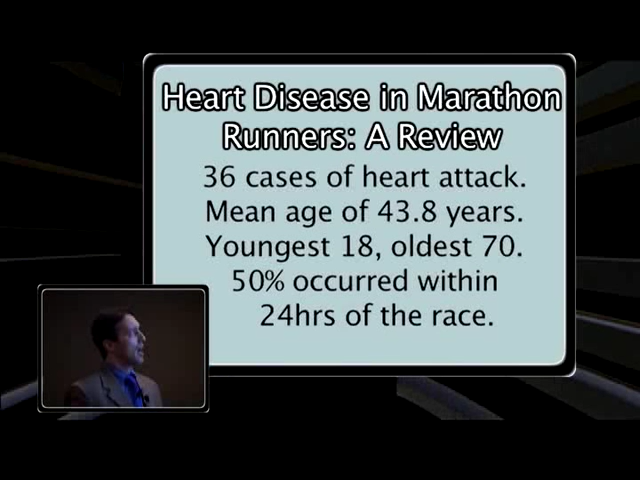 Heart Disease in Marathon
Runners: A Review
36 cases of heart attack.
Mean age of 43.8 years.
Youngest 18, oldest 70.
50% occurred within
24hrs of the race.